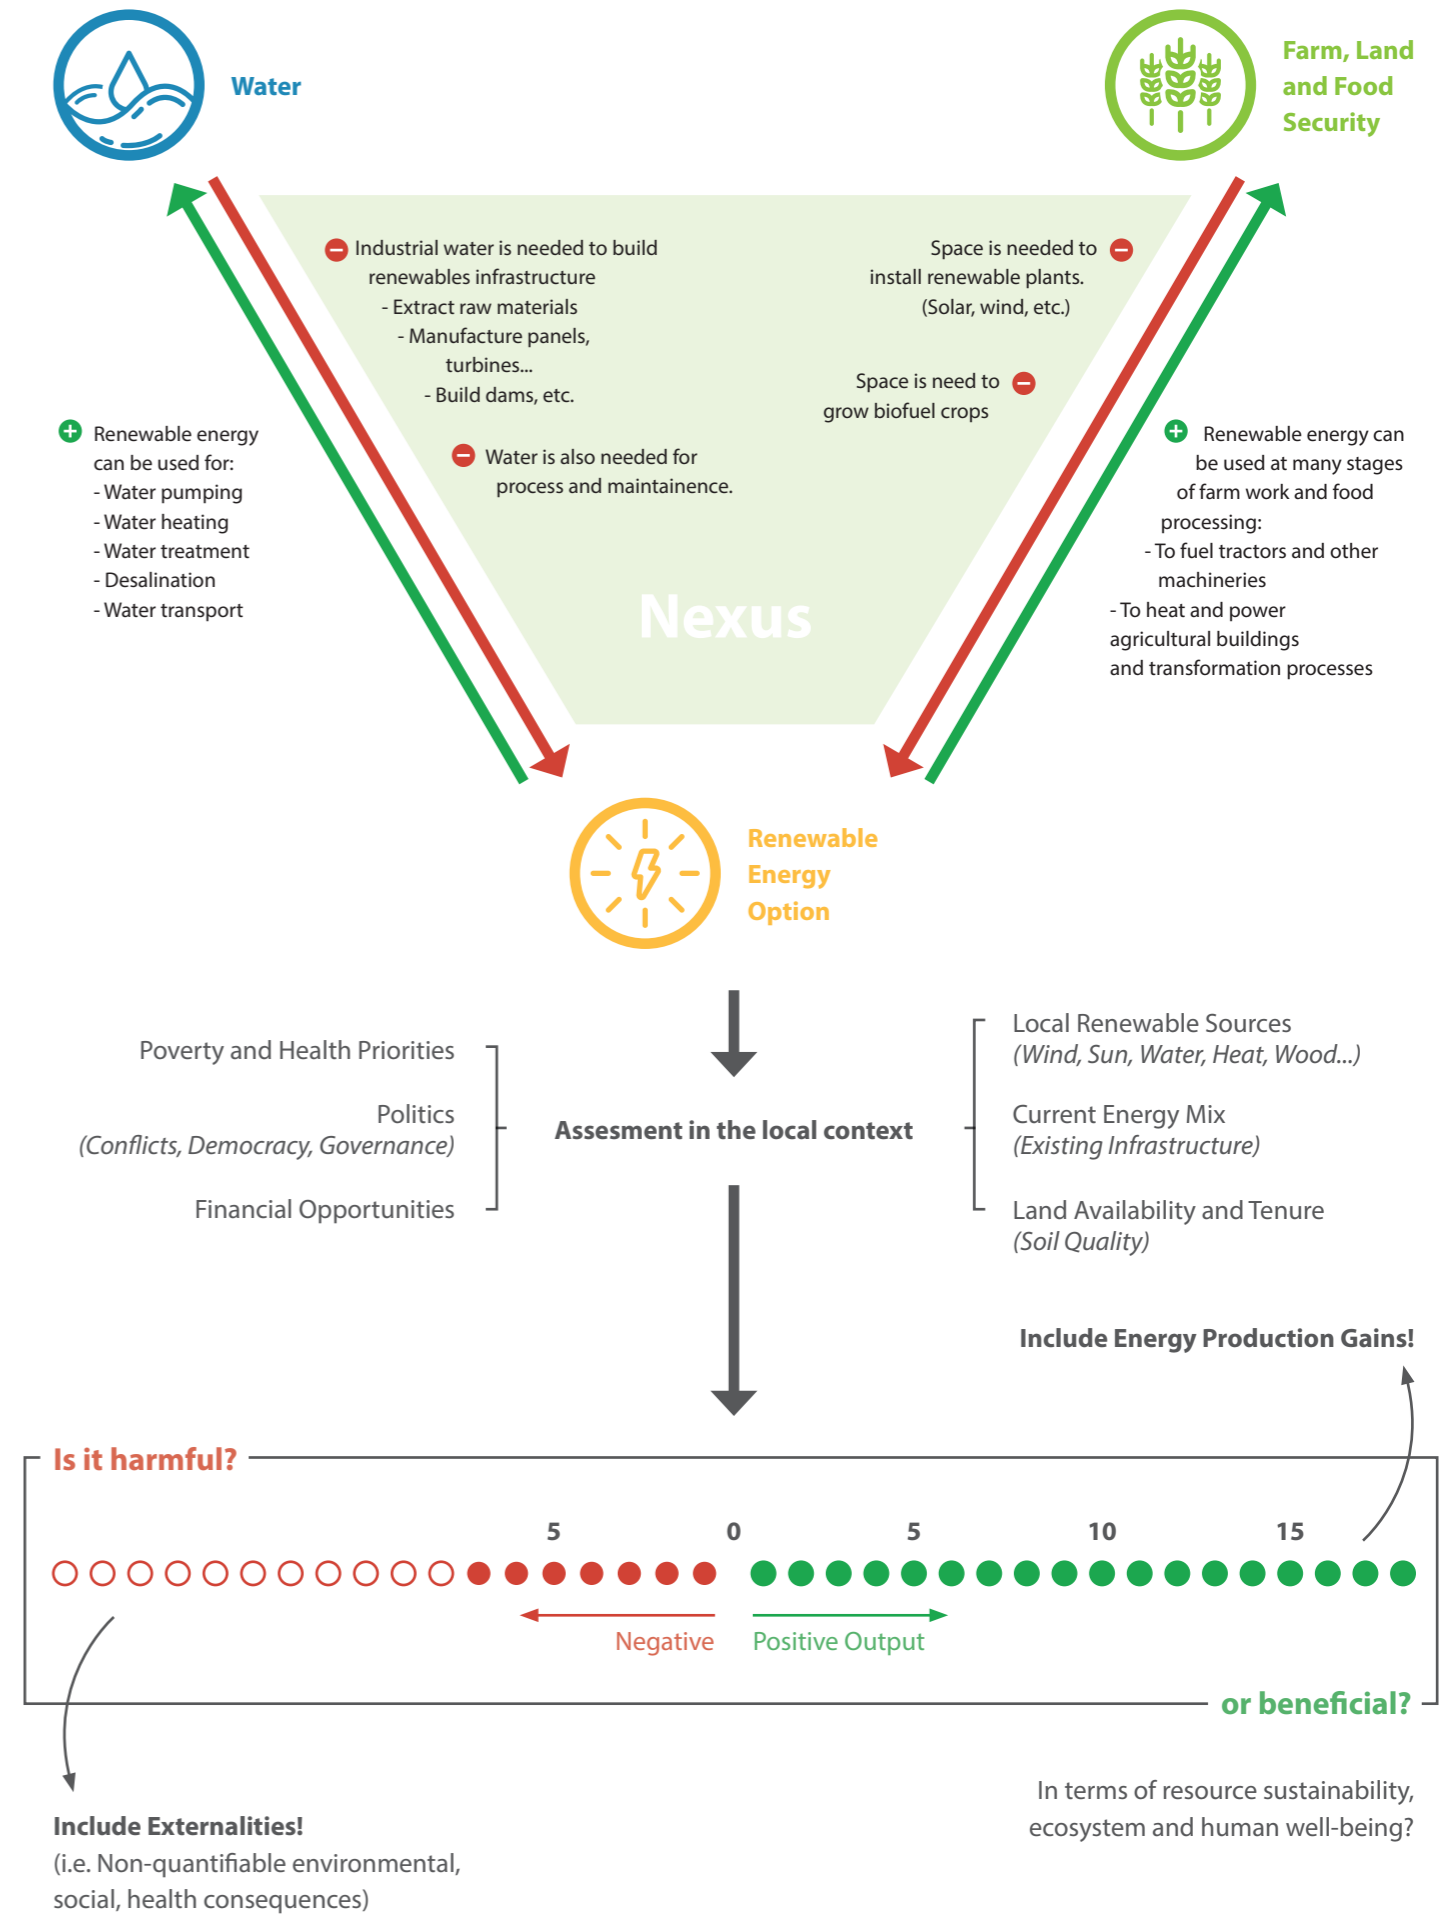 Water
Farm, Land
and Food
Security
Industrial water is needed to build
renewables infrastructure
- Extract raw materials
- Manufacture panels,
turbines...
- Build dams, etc.
Water is also needed for
process and maintainence.
Space is needed to
install renewable plants.
(Solar, wind, etc.)
Space is need to
grow biofuel crops
Renewable energy
can be used for:
- Water pumping
- Water heating
- Water treatment
- Desalination
- Water transport
Renewable energy can
be used at many stages
of farm work and food
processing:
- To fuel tractors and other
machineries
- To heat and power
agricultural buildings
and transformation processes
Nexus
Renewable
Energy
Option
Poverty and Health Priorities
Politics
(Conflicts, Democracy, Governance)
Financial Opportunities
Assesment in the local context
Local Renewable Sources
(Wind, Sun, Water, Heat, Wood...)
Current Energy Mix
(Existing Infrastructure)
Land Availability and Tenure
(Soil Quality)
Include Energy Production Gains!
Is it harmful?
5 0 5 10 15
Negative
Positive Output
or beneficial?
In terms of resource sustainability,
ecosystem and human well-being?
Include Externalities!
(i.e. Non-quantifiable environmental,
social, health consequences)